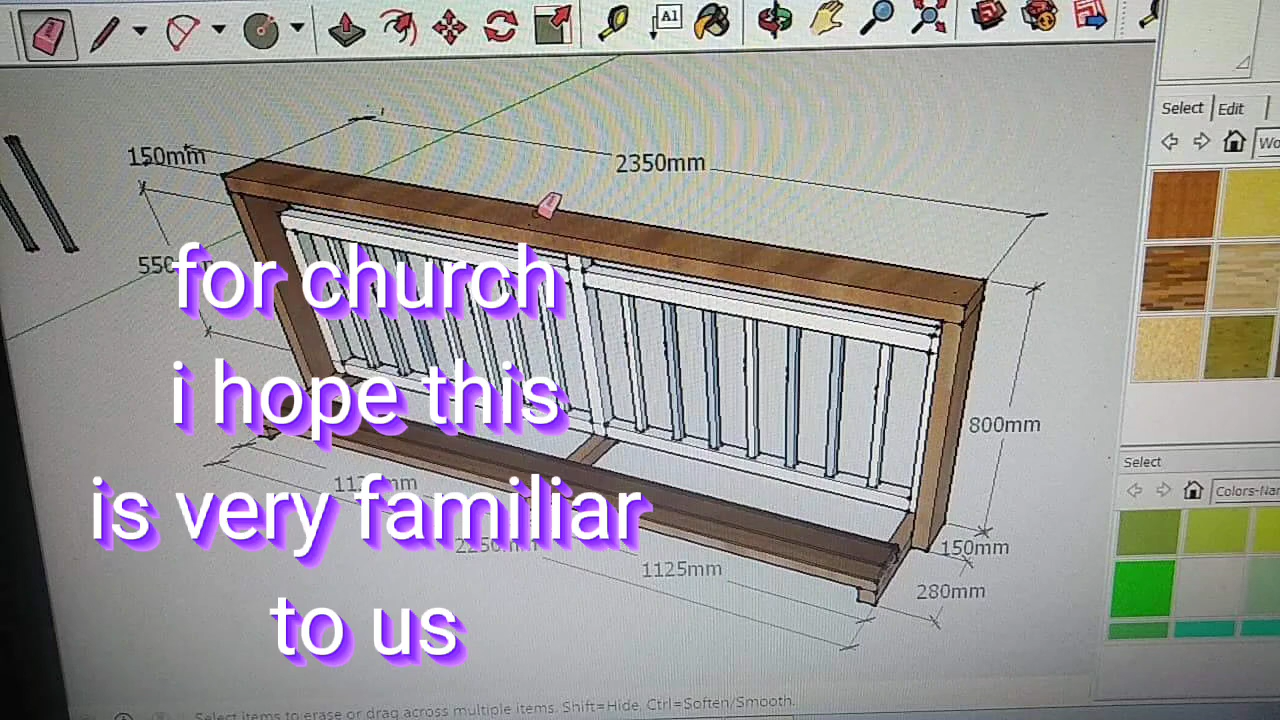 A1
Select Edit
150mm
2350mm
for church
i hope this
800mm
Select
is very familiar
150mm
1125mm
280mm
to us
Select items to erase or drag across multiple items. Shift=Hide, Ctrl=Soften/Smooth.